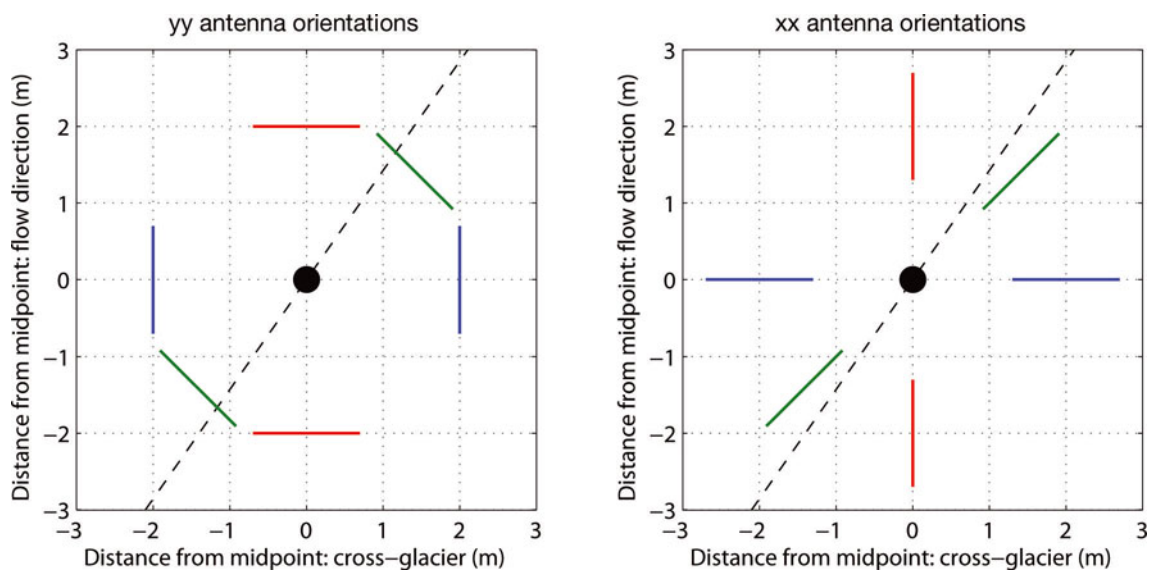 yy antenna orientations
3
2
1
0
−1
−2
−3
−3 −2 −1 0 1 2 3
Distance from midpoint: flow direction (m)
Distance from midpoint: cross−glacier (m)
xx antenna orientations
3
2
1
0
−1
−2
−3
−3 −2 −1 0 1 2 3
Distance from midpoint: flow direction (m)
Distance from midpoint: cross−glacier (m)